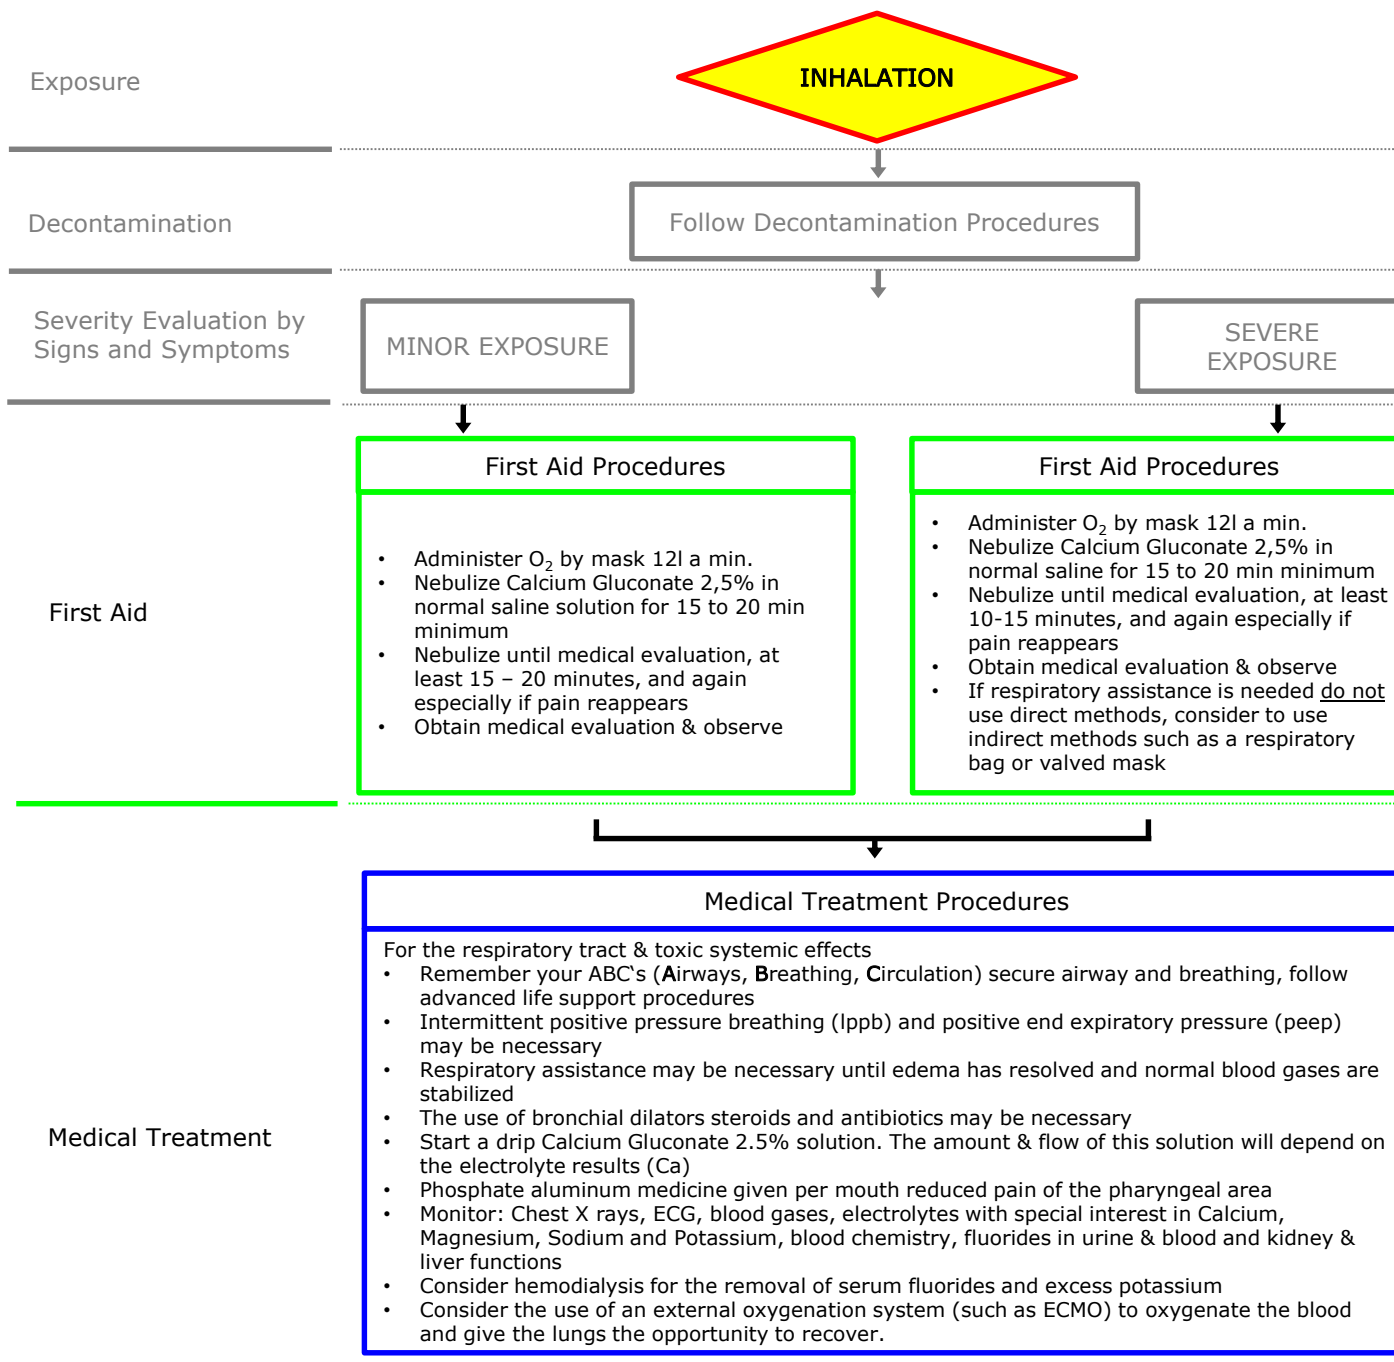 Exposure
INHALATION
Decontamination
Follow Decontamination Procedures
Severity Evaluation by
Signs and Symptoms
MINOR EXPOSURE
SEVERE
EXPOSURE
First Aid
First Aid Procedures
• Administer O₂ by mask 12l a min.
• Nebulize Calcium Gluconate 2,5% in
normal saline solution for 15 to 20 min
minimum
• Nebulize until medical evaluation, at
least 15 – 20 minutes, and again
especially if pain reappears
• Obtain medical evaluation & observe
First Aid Procedures
• Administer O₂ by mask 12l a min.
• Nebulize Calcium Gluconate 2,5% in
normal saline for 15 to 20 min minimum
• Nebulize until medical evaluation, at least
10-15 minutes, and again especially if
pain reappears
• Obtain medical evaluation & observe
• If respiratory assistance is needed do not
use direct methods, consider to use
indirect methods such as a respiratory
bag or valved mask
Medical Treatment
Medical Treatment Procedures
For the respiratory tract & toxic systemic effects
• Remember your ABC‛s (Airways, Breathing, Circulation) secure airway and breathing, follow
advanced life support procedures
• Intermittent positive pressure breathing (lppb) and positive end expiratory pressure (peep)
may be necessary
• Respiratory assistance may be necessary until edema has resolved and normal blood gases are
stabilized
• The use of bronchial dilators steroids and antibiotics may be necessary
• Start a drip Calcium Gluconate 2.5% solution. The amount & flow of this solution will depend on
the electrolyte results (Ca)
• Phosphate aluminum medicine given per mouth reduced pain of the pharyngeal area
• Monitor: Chest X rays, ECG, blood gases, electrolytes with special interest in Calcium,
Magnesium, Sodium and Potassium, blood chemistry, fluorides in urine & blood and kidney &
liver functions
• Consider hemodialysis for the removal of serum fluorides and excess potassium
• Consider the use of an external oxygenation system (such as ECMO) to oxygenate the blood
and give the lungs the opportunity to recover.